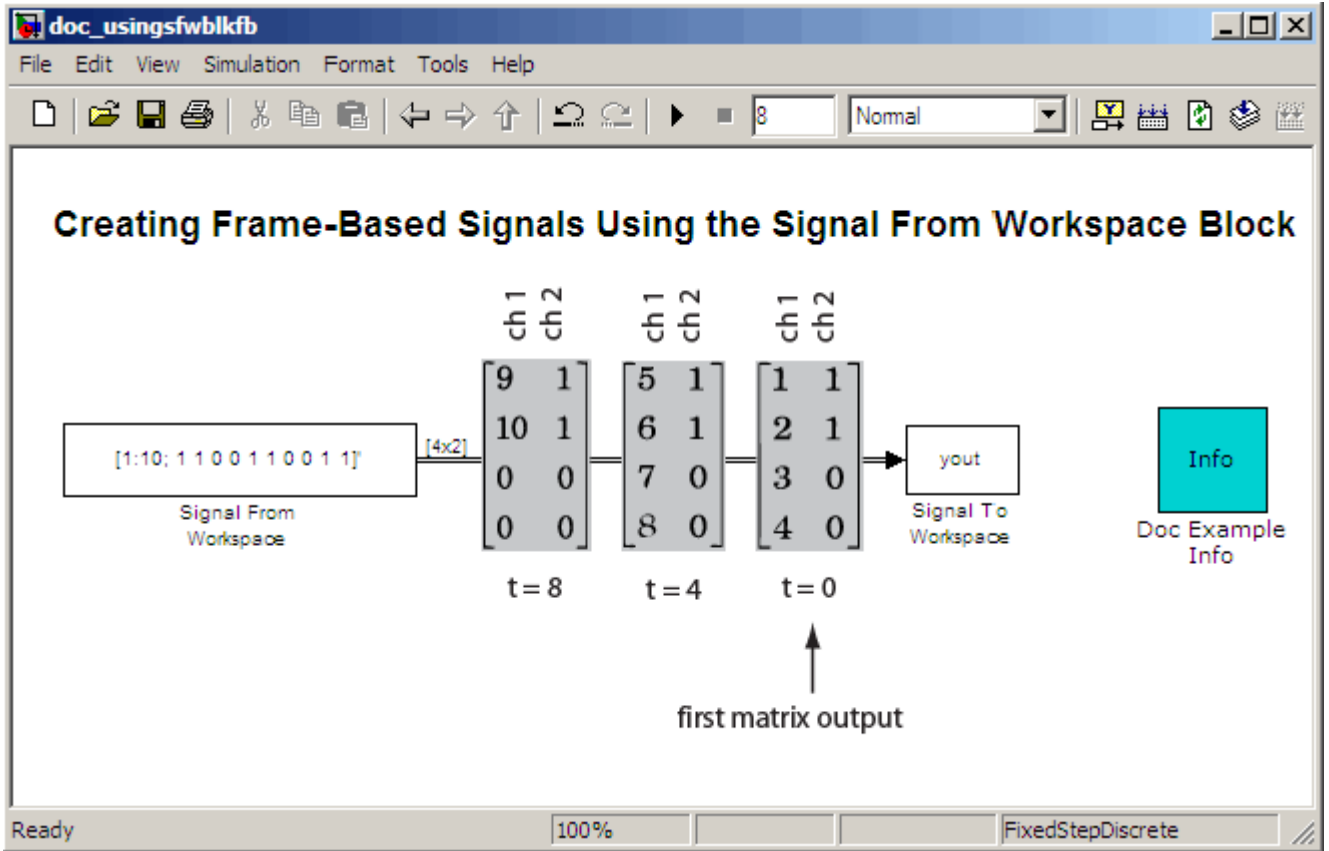 doc_usingsfwblkfb
File Edit View Simulation Format Tools Help
8 Normal
Creating Frame-Based Signals Using the Signal From Workspace Block
ch 1 ch 2 ch 1 ch 2 ch 1 ch 2
9 1 5 1 1 1
10 1 6 1 2 1
0 0 7 0 3 0
0 0 8 0 4 0
[1:10; 1 1 0 0 1 1 0 0 1 1]'
[4x2]
yout
Info
Signal From
Workspace
Signal To
Workspace
Doc Example
Info
t = 8 t = 4 t = 0
first matrix output
Ready 100% FixedStepDiscrete